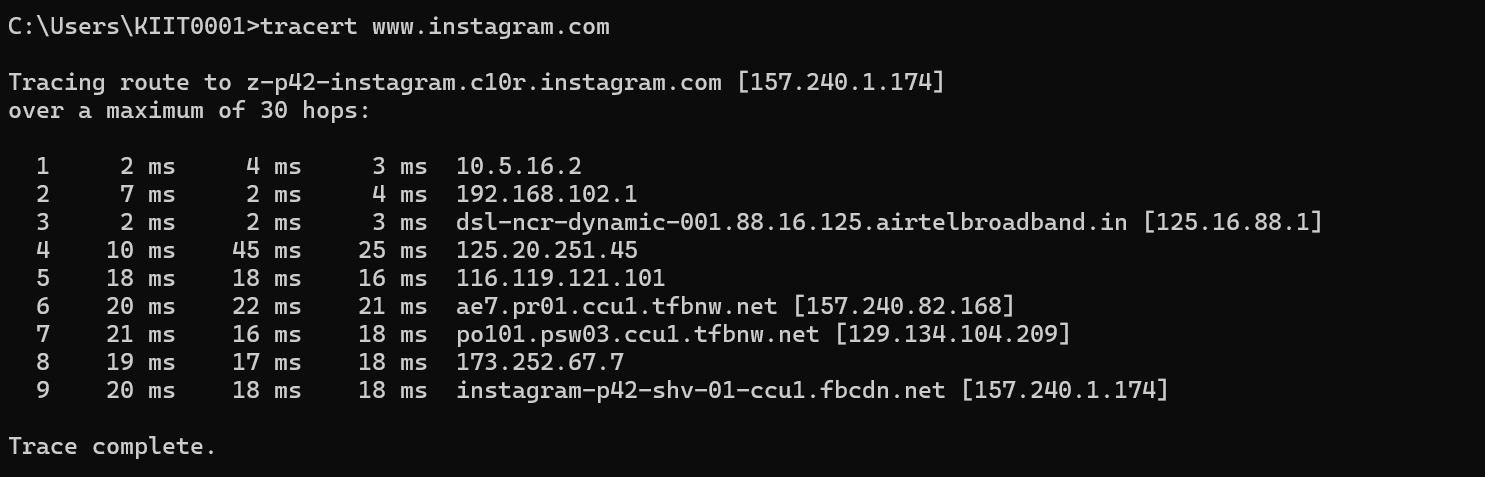 C:\Users\KIIT0001>tracert www.instagram.com
Tracing route to z-p42-instagram.c10r.instagram.com [157.240.1.174]
over a maximum of 30 hops:
1 2 ms 4 ms 3 ms 10.5.16.2
2 7 ms 2 ms 4 ms 192.168.102.1
3 2 ms 2 ms 3 ms dsl-ncr-dynamic-001.88.16.125.airtelbroadband.in [125.16.88.1]
4 10 ms 45 ms 25 ms 125.20.251.45
5 18 ms 18 ms 16 ms 116.119.121.101
6 20 ms 22 ms 21 ms ae7.pr01.ccu1.tfbnw.net [157.240.82.168]
7 21 ms 16 ms 18 ms po101.psw03.ccu1.tfbnw.net [129.134.104.209]
8 19 ms 17 ms 18 ms 173.252.67.7
9 20 ms 18 ms 18 ms instagram-p42-shv-01-ccu1.fbcdn.net [157.240.1.174]
Trace complete.